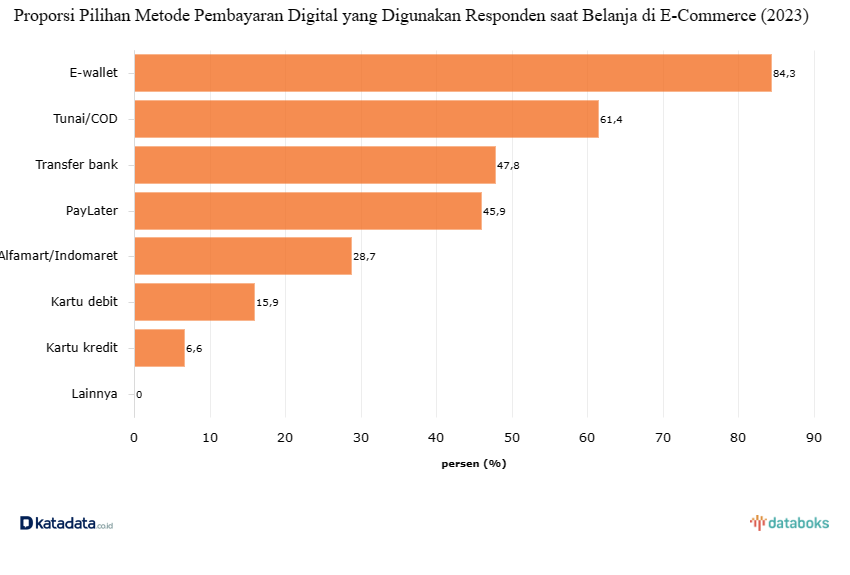 Proporsi Pilihan Metode Pembayaran Digital yang Digunakan Responden saat Belanja di E-Commerce (2023)
E-wallet 84,3
Tunai/COD 61,4
Transfer bank 47,8
PayLater 45,9
Alfamart/Indomaret 28,7
Kartu debit 15,9
Kartu kredit 6,6
Lainnya 0
0 10 20 30 40 50 60 70 80 90
persen (%)
Dkatadata.co.id databoks